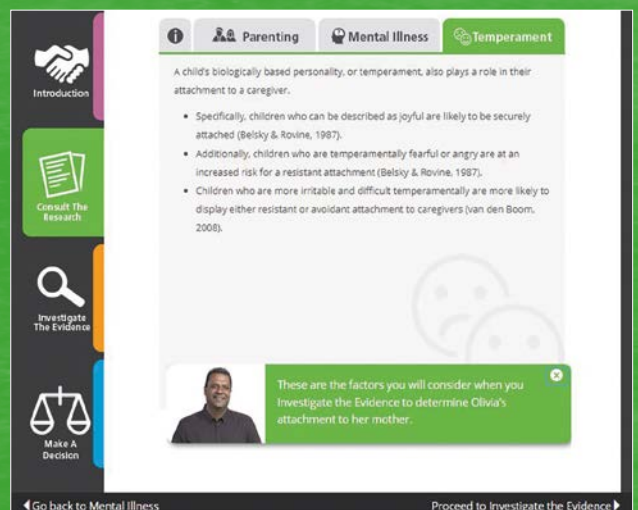 Parenting
Mental Illness
Temperament
Introduction
Consult The
Research
Investigate
The Evidence
Make A
Decision
A child's biologically based personality, or temperament, also plays a role in their
attachment to a caregiver.
Specifically, children who can be described as joyful are likely to be securely
attached (Belsky & Rovine, 1987).
Additionally, children who are temperamentally fearful or angry are at an
increased risk for a resistant attachment (Belsky & Rovine, 1987).
Children who are more irritable and difficult temperamentally are more likely to
display either resistant or avoidant attachment to caregivers (van den Boom,
2008).
These are the factors you will consider when you
Investigate the Evidence to determine Olivia's
attachment to her mother.
Go back to Mental Illness
Proceed to Investigate the Evidence